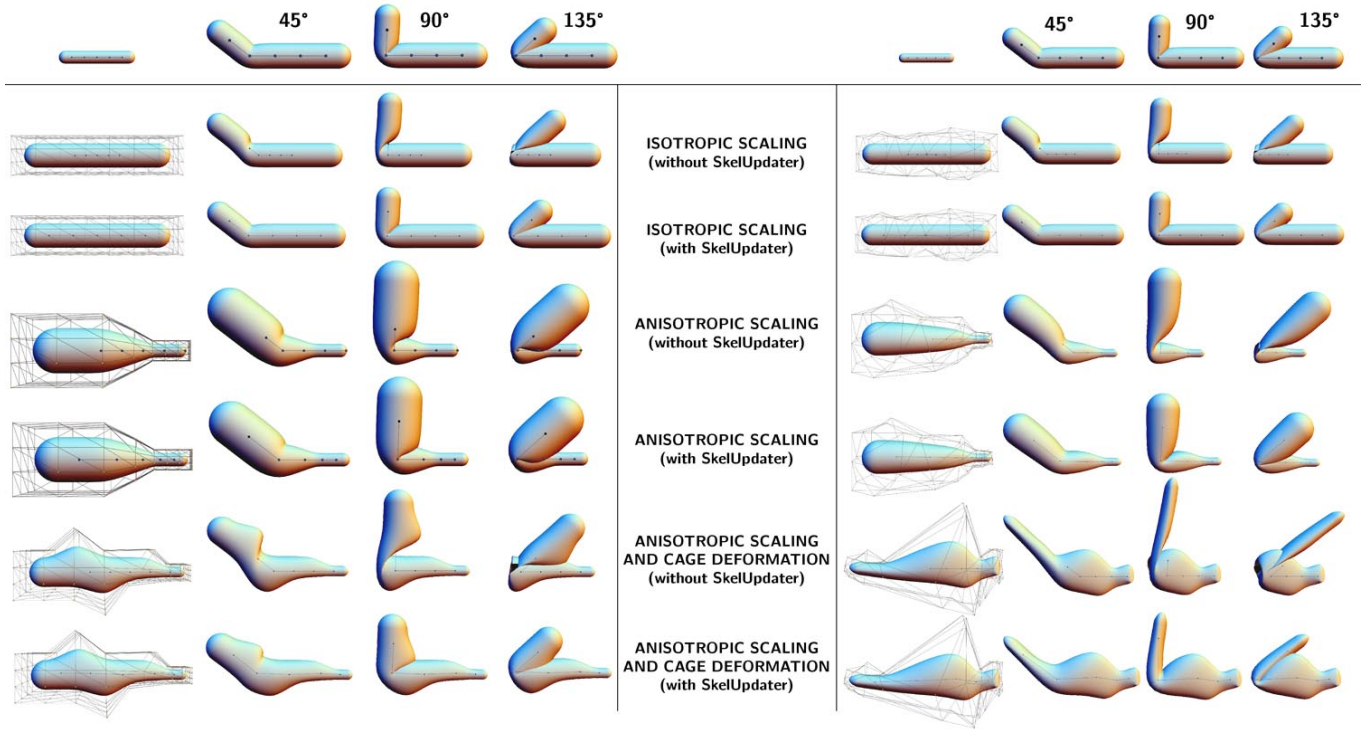 45° 90° 135° 45° 90° 135°
ISOTROPIC SCALING
(without SkelUpdater)
ISOTROPIC SCALING
(with SkelUpdater)
ANISOTROPIC SCALING
(without SkelUpdater)
ANISOTROPIC SCALING
(with SkelUpdater)
ANISOTROPIC SCALING
AND CAGE DEFORMATION
(without SkelUpdater)
ANISOTROPIC SCALING
AND CAGE DEFORMATION
(with SkelUpdater)